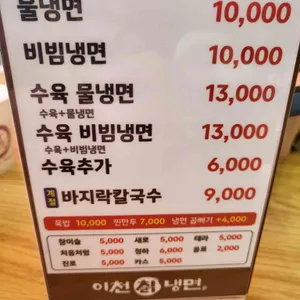 물냉면 10,000
비빔냉면 10,000
수육 물냉면 13,000
수육+물냉면
수육 비빔냉면 13,000
수육+비빔냉면
수육추가 6,000
계절 바지락칼국수 9,000
묵밥 10,000 찐만두 7,000 냉면 곱빼기 +4,000
참이슬 5,000 새로 5,000 테라 5,000
처음처럼 5,000 청하 6,000 음료 2,000
진로 5,000 카스 5,000
이천 냉면